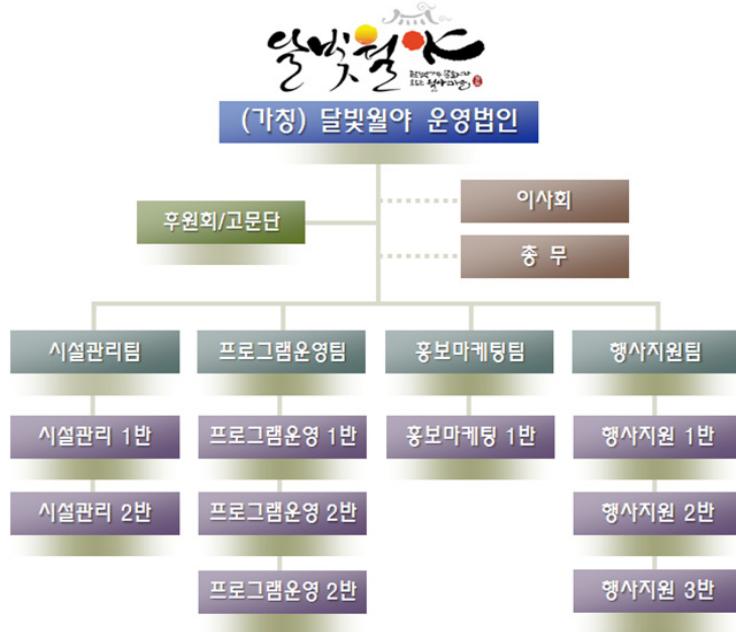 달빛월야
(가칭) 달빛월야 운영법인
후원회/고문단
이사회
총 무
시설관리팀
프로그램운영팀
홍보마케팅팀
행사지원팀
시설관리 1반
프로그램운영 1반
홍보마케팅 1반
행사지원 1반
시설관리 2반
프로그램운영 2반
행사지원 2반
프로그램운영 2반
행사지원 3반